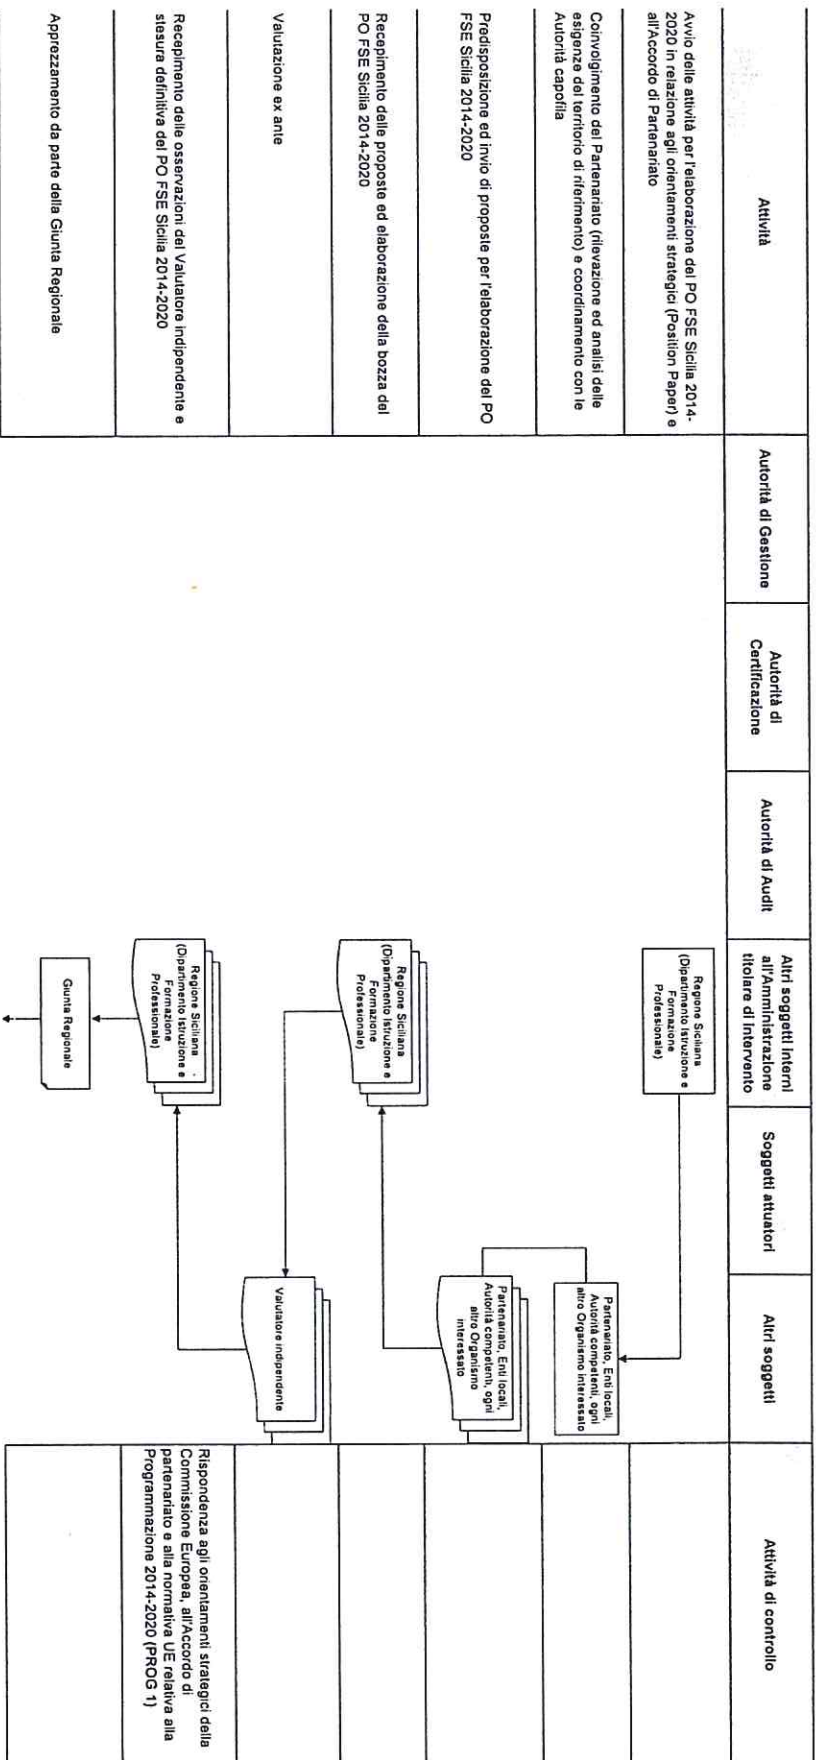 Attività
Autorità di Gestione
Autorità di
Certificazione
Autorità di Audit
Altri soggetti interni
all'Amministrazione
titolare di intervento
Soggetti attuatori
Altri soggetti
Attività di controllo
Avvio delle attività per l'elaborazione del PO FSE Sicilia 2014-
2020 in relazione agli orientamenti strategici (Position Paper) e
all'Accordo di Partenariato
Regione Siciliana
(Dipartimento Istruzione e
Formazione
Professionale)
Coinvolgimento del Partenariato (rilevazione ed analisi delle
esigenze del territorio di riferimento) e coordinamento con le
Autorità capofila
Partenariato, Enti locali,
Autorità competenti, ogni
altro Organismo interessato
Predisposizione ed invio di proposte per l'elaborazione del PO
FSE Sicilia 2014-2020
Partenariato, Enti locali,
Autorità competenti, ogni
altro Organismo
interessato
Recepimento delle proposte ed elaborazione della bozza del
PO FSE Sicilia 2014-2020
Regione Siciliana
(Dipartimento Istruzione e
Formazione
Professionale)
Valutazione ex ante
Valutatore indipendente
Recepimento delle osservazioni del Valutatore indipendente e
stesura definitiva del PO FSE Sicilia 2014-2020
Regione Siciliana
(Dipartimento Istruzione e
Formazione
Professionale)
Rispondenza agli orientamenti strategici della
Commissione Europea, all'Accordo di
partenariato e alla normativa UE relativa alla
Programmazione 2014-2020 (PROG 1)
Apprezzamento da parte della Giunta Regionale
Giunta Regionale